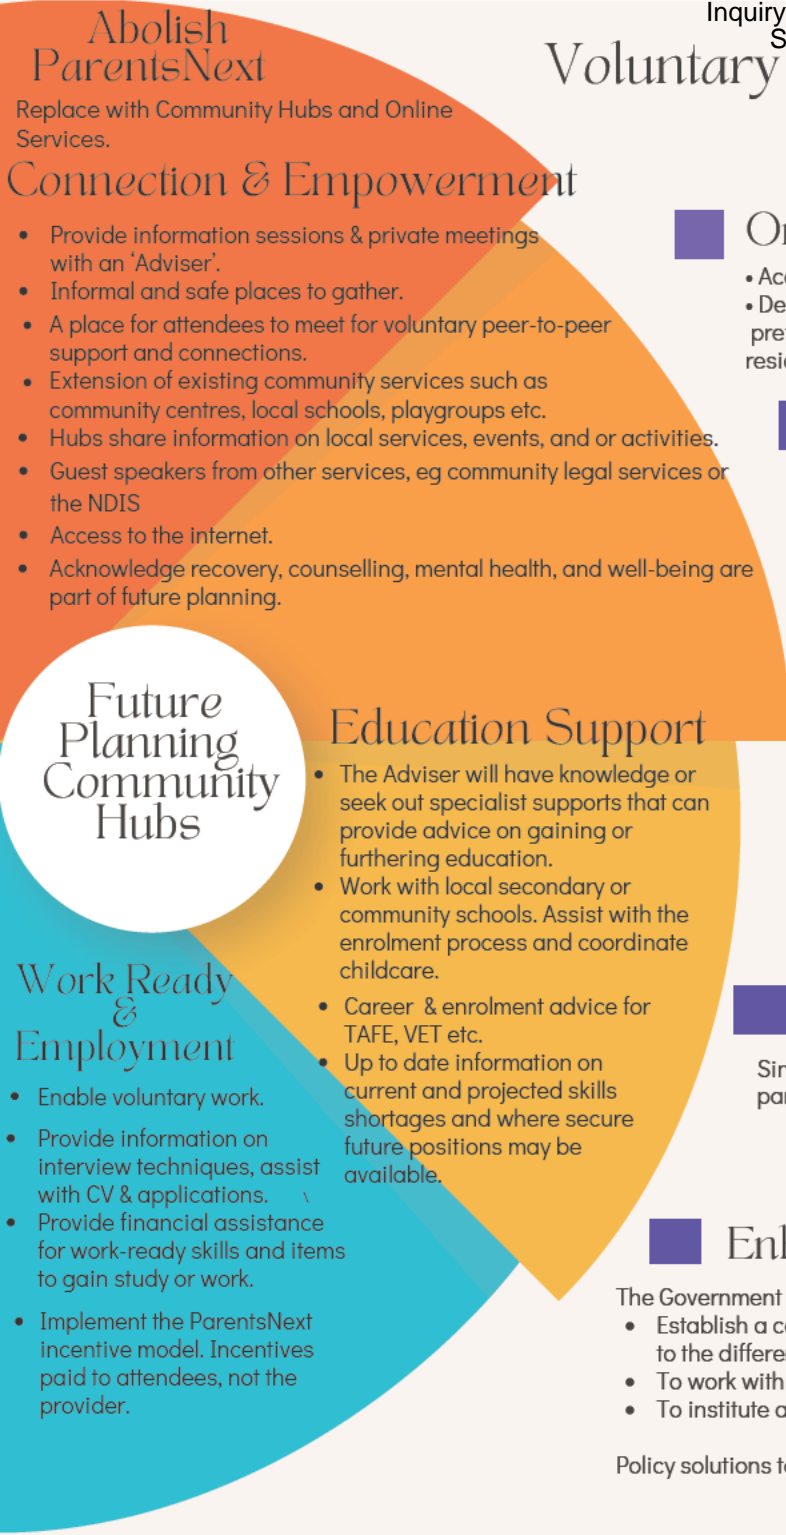 Inquiry
S
Abolish
ParentsNext
Replace with Community Hubs and Online
Services.
Connection & Empowerment
• Provide information sessions & private meetings
with an ‘Adviser’.
• Informal and safe places to gather.
• A place for attendees to meet for voluntary peer-to-peer
support and connections.
• Extension of existing community services such as
community centres, local schools, playgroups etc.
• Hubs share information on local services, events, and or activities.
• Guest speakers from other services, eg community legal services or
the NDIS
• Access to the internet.
• Acknowledge recovery, counselling, mental health, and well-being are
part of future planning.
Future
Planning
Community
Hubs
Education Support
• The Adviser will have knowledge or
seek out specialist supports that can
provide advice on gaining or
furthering education.
• Work with local secondary or
community schools. Assist with the
enrolment process and coordinate
childcare.
• Career & enrolment advice for
TAFE, VET etc.
• Up to date information on
current and projected skills
shortages and where secure
future positions may be
available.
Work Ready
&
Employment
• Enable voluntary work.
• Provide information on
interview techniques, assist
with CV & applications. \
• Provide financial assistance
for work-ready skills and items
to gain study or work.
• Implement the ParentsNext
incentive model. Incentives
paid to attendees, not the
provider.
Voluntary
• Acc
• De
pre
resi
Sin
par
The Government
• Establish a c
to the differe
• To work with
• To institute a
Policy solutions t